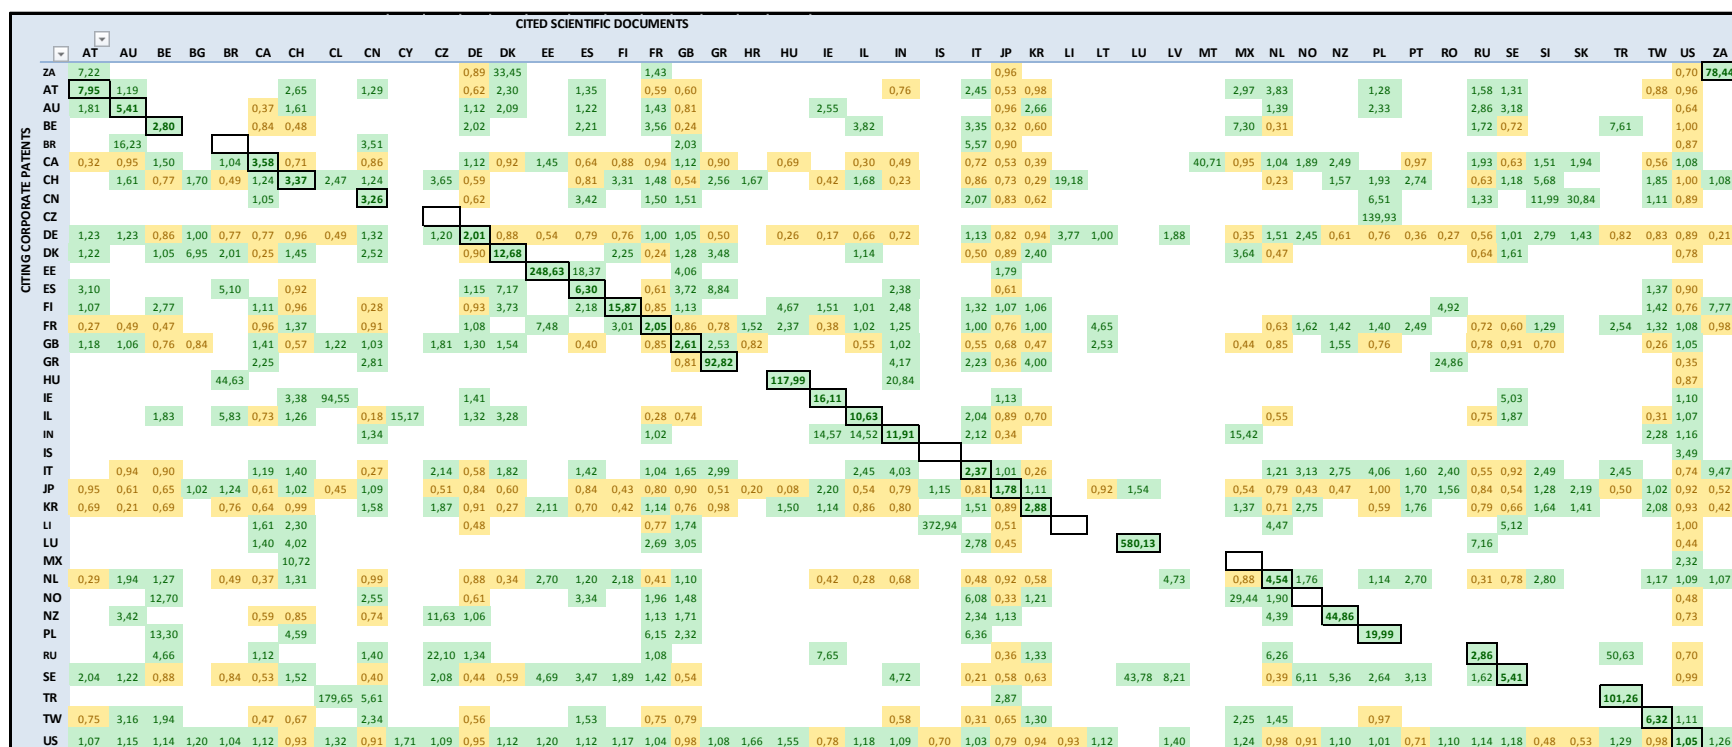 CITED SCIENTIFIC DOCUMENTS
AT AU BE BG BR CA CH CL CN CY CZ DE DK EE ES FI FR GB GR HR HU IE IL IN IS IT JP KR LI LT LU LV MT MX NL NO NZ PL PT RO RU SE SI SK TR TW US ZA
CITING CORPORATE PATENTS
ZA 7,22 0,89 33,45 1,43 0,96 0,70 78,44
AT 7,95 1,19 2,65 1,29 0,62 2,30 1,35 0,59 0,60 0,76 2,45 0,53 0,98 2,97 3,83 1,28 1,58 1,31 0,88 0,96
AU 1,81 5,41 0,37 1,61 1,12 2,09 1,22 1,43 0,81 2,55 0,96 2,66 1,39 2,33 2,86 3,18 0,64
BE 2,80 0,84 0,48 2,02 2,21 3,56 0,24 3,82 3,35 0,32 0,60 7,30 0,31 1,72 0,72 7,61 1,00
BR 16,23 3,51 2,03 5,57 0,90 0,87
CA 0,32 0,95 1,50 1,04 3,58 0,71 0,86 1,12 0,92 1,45 0,64 0,88 0,94 1,12 0,90 0,69 0,30 0,49 0,72 0,53 0,39 40,71 0,95 1,04 1,89 2,49 0,97 1,93 0,63 1,51 1,94 0,56 1,08
CH 1,61 0,77 1,70 0,49 1,24 3,37 2,47 1,24 3,65 0,59 0,81 3,31 1,48 0,54 2,56 1,67 0,42 1,68 0,23 0,86 0,73 0,29 19,18 0,23 1,57 1,93 2,74 0,63 1,18 5,68 1,85 1,00 1,08
CN 1,05 3,26 0,62 3,42 1,50 1,51 2,07 0,83 0,62 6,51 1,33 11,99 30,84 1,11 0,89
CZ 139,93
DE 1,23 1,23 0,86 1,00 0,77 0,77 0,96 0,49 1,32 1,20 2,01 0,88 0,54 0,79 0,76 1,00 1,05 0,50 0,26 0,17 0,66 0,72 1,13 0,82 0,94 3,77 1,00 1,88 0,35 1,51 2,45 0,61 0,76 0,36 0,27 0,56 1,01 2,79 1,43 0,82 0,83 0,89 0,21
DK 1,22 1,05 6,95 2,01 0,25 1,45 2,52 0,90 12,68 2,25 0,24 1,28 3,48 1,14 0,50 0,89 2,40 3,64 0,47 0,64 1,61 0,78
EE 248,63 18,37 4,06 1,79
ES 3,10 5,10 0,92 1,15 7,17 6,30 0,61 3,72 8,84 2,38 0,61 1,37 0,90
FI 1,07 2,77 1,11 0,96 0,28 0,93 3,73 2,18 15,87 0,85 1,13 4,67 1,51 1,01 2,48 1,32 1,07 1,06 4,92 1,42 0,76 7,77
FR 0,27 0,49 0,47 0,96 1,37 0,91 1,08 7,48 3,01 2,05 0,86 0,78 1,52 2,37 0,38 1,02 1,25 1,00 0,76 1,00 4,65 0,63 1,62 1,42 1,40 2,49 0,72 0,60 1,29 2,54 1,32 1,08 0,98
GB 1,18 1,06 0,76 0,84 1,41 0,57 1,22 1,03 1,81 1,30 1,54 0,40 0,85 2,61 2,53 0,82 0,55 1,02 0,55 0,68 0,47 2,53 0,44 0,85 1,55 0,76 0,78 0,91 0,70 0,26 1,05
GR 2,25 2,81 0,81 92,82 4,17 2,23 0,36 4,00 24,86 0,35
HU 44,63 117,99 20,84 0,87
IE 3,38 94,55 1,41 16,11 1,13 5,03 1,10
IL 1,83 5,83 0,73 1,26 0,18 15,17 1,32 3,28 0,28 0,74 10,63 2,04 0,89 0,70 0,55 0,75 1,87 0,31 1,07
IN 1,34 1,02 14,57 14,52 11,91 2,12 0,34 15,42 2,28 1,16
IS 3,49
IT 0,94 0,90 1,19 1,40 0,27 2,14 0,58 1,82 1,42 1,04 1,65 2,99 2,45 4,03 2,37 1,01 0,26 1,21 3,13 2,75 4,06 1,60 2,40 0,55 0,92 2,49 2,45 0,74 9,47
JP 0,95 0,61 0,65 1,02 1,24 0,61 1,02 0,45 1,09 0,51 0,84 0,60 0,84 0,43 0,80 0,90 0,51 0,20 0,08 2,20 0,54 0,79 1,15 0,81 1,78 1,11 0,92 1,54 0,54 0,79 0,43 0,47 1,00 1,70 1,56 0,84 0,54 1,28 2,19 0,50 1,02 0,92 0,52
KR 0,69 0,21 0,69 0,76 0,64 0,99 1,58 1,87 0,91 0,27 2,11 0,70 0,42 1,14 0,76 0,98 1,50 1,14 0,86 0,80 1,51 0,89 2,88 1,37 0,71 2,75 0,59 1,76 0,79 0,66 1,64 1,41 2,08 0,93 0,42
LI 1,61 2,30 0,48 0,77 1,74 372,94 0,51 4,47 5,12 1,00
LU 1,40 4,02 2,69 3,05 2,78 0,45 580,13 7,16 0,44
MX 10,72 2,32
NL 0,29 1,94 1,27 0,49 0,37 1,31 0,99 0,88 0,34 2,70 1,20 2,18 0,41 1,10 0,42 0,28 0,68 0,48 0,92 0,58 4,73 0,88 4,54 1,76 1,14 2,70 0,31 0,78 2,80 1,17 1,09 1,07
NO 12,70 2,55 0,61 3,34 1,96 1,48 6,08 0,33 1,21 29,44 1,90 0,48
NZ 3,42 0,59 0,85 0,74 11,63 1,06 1,13 1,71 2,34 1,13 4,39 44,86 0,73
PL 13,30 4,59 6,15 2,32 6,36 19,99
RU 4,66 1,12 1,40 22,10 1,34 1,08 7,65 0,36 1,33 6,26 2,86 50,63 0,70
SE 2,04 1,22 0,88 0,84 0,53 1,52 0,40 2,08 0,44 0,59 4,69 3,47 1,89 1,42 0,54 4,72 0,21 0,58 0,63 43,78 8,21 0,39 6,11 5,36 2,64 3,13 1,62 5,41 0,99
TR 179,65 5,61 2,87 101,26
TW 0,75 3,16 1,94 0,47 0,67 2,34 0,56 1,53 0,75 0,79 0,58 0,31 0,65 1,30 2,25 1,45 0,97 6,32 1,11
US 1,07 1,15 1,14 1,20 1,04 1,12 0,93 1,32 0,91 1,71 1,09 0,95 1,12 1,20 1,12 1,17 1,04 0,98 1,08 1,66 1,55 0,78 1,18 1,09 0,70 1,03 0,79 0,94 0,93 1,12 1,40 1,24 0,98 0,91 1,10 1,01 0,71 1,10 1,14 1,18 0,48 0,53 1,29 0,98 1,05 1,26